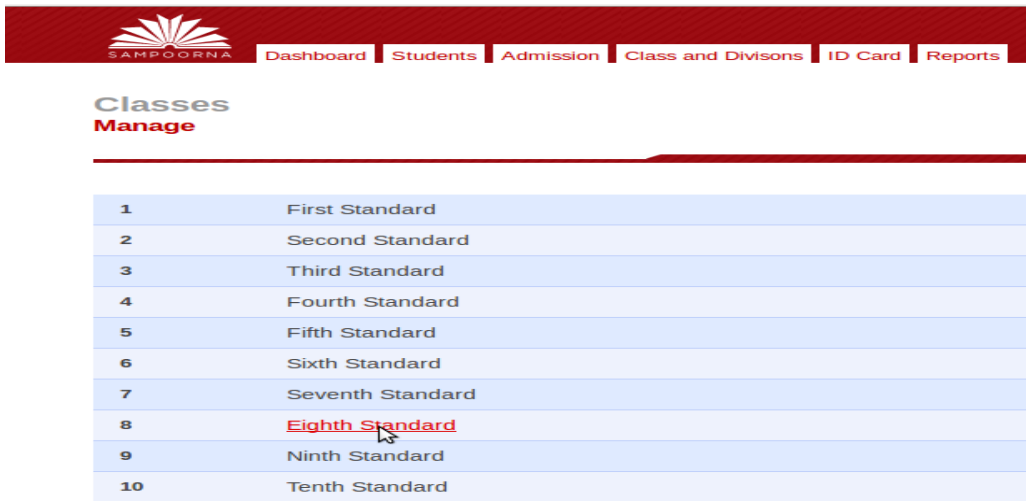 SAMPOORNA
Dashboard Students Admission Class and Divisons ID Card Reports
Classes
Manage
1 First Standard
2 Second Standard
3 Third Standard
4 Fourth Standard
5 Fifth Standard
6 Sixth Standard
7 Seventh Standard
8 Eighth Standard
9 Ninth Standard
10 Tenth Standard